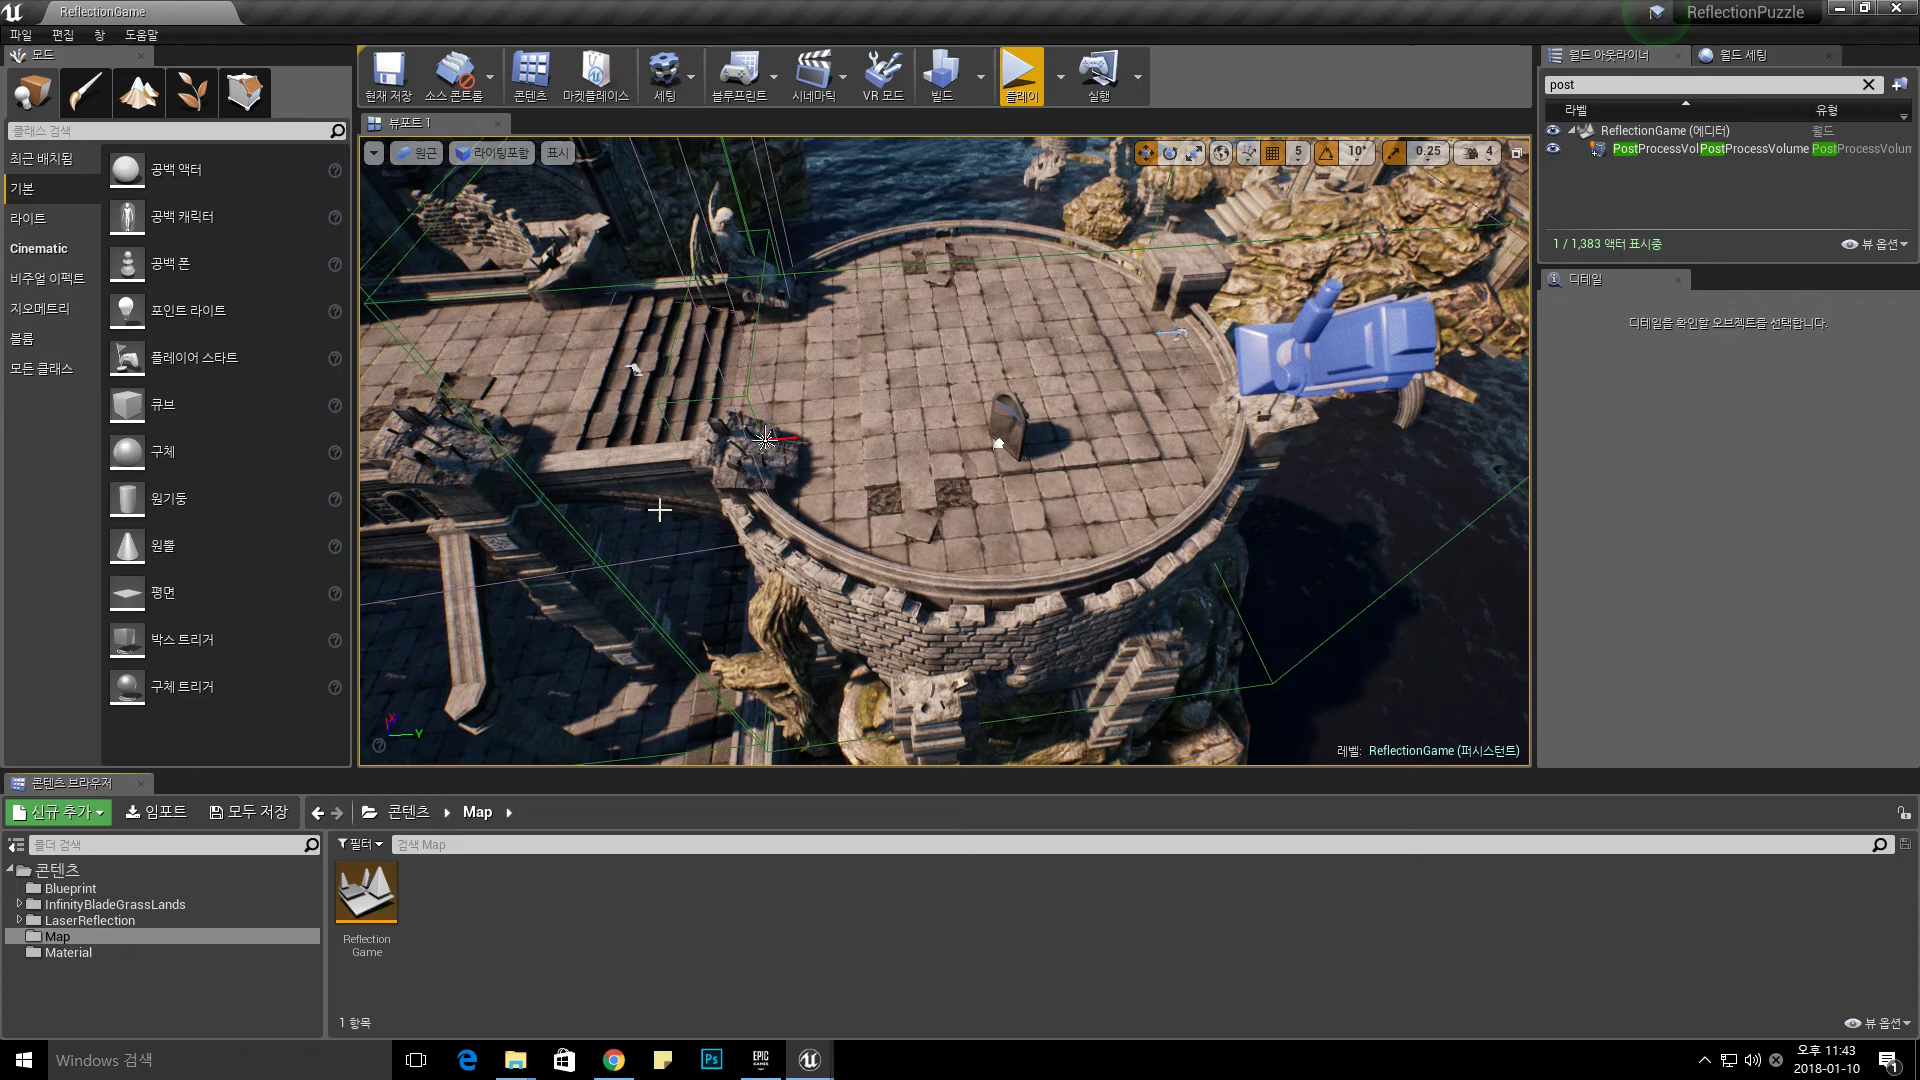 ReflectionGame
ReflectionPuzzle
파일 편집 창 도움말
모드
클래스 검색
최근 배치됨
기본
라이트
Cinematic
비주얼 이펙트
지오메트리
볼륨
모든 클래스
공백 액터
공백 캐릭터
공백 폰
포인트 라이트
플레이어 스타트
큐브
구체
원기둥
원뿔
평면
박스 트리거
구체 트리거
현재 저장 소스 콘트롤 콘텐츠 마켓플레이스 세팅 블루프린트 시네마틱 VR 모드 빌드 플레이 실행
뷰포트 1
원근 라이팅포함 표시
5 10° 0.25 4
X
Y
레벨: ReflectionGame (퍼시스턴트)
월드 아웃라이너 월드 세팅
post
라벨 유형
ReflectionGame (에디터) 월드
PostProcessVol PostProcessVolume PostProcessVolum
1 / 1,383 액터 표시중 뷰 옵션
디테일
디테일을 확인할 오브젝트를 선택합니다.
콘텐츠 브라우저
신규 추가 임포트 모두 저장 콘텐츠 Map
폴더 검색
필터 검색 Map
콘텐츠
Blueprint
InfinityBladeGrassLands
LaserReflection
Map
Material
Reflection
Game
1 항목
뷰 옵션
Windows 검색
Ps
EPIC
GAMES
오후 11:43
2018-01-10
1